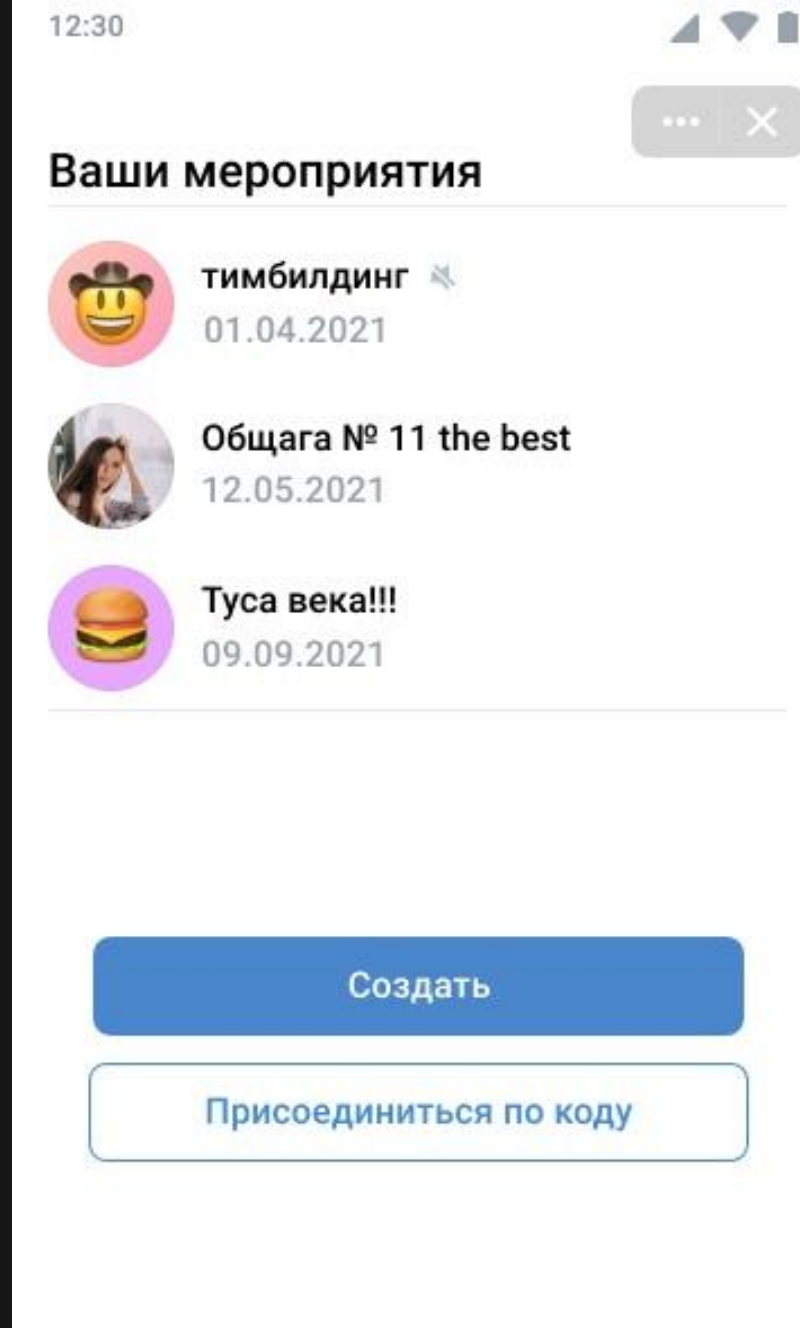 12:30
Ваши мероприятия
тимбилдинг
01.04.2021
Общага № 11 the best
12.05.2021
Туса века!!!
09.09.2021
Создать
Присоединиться по коду